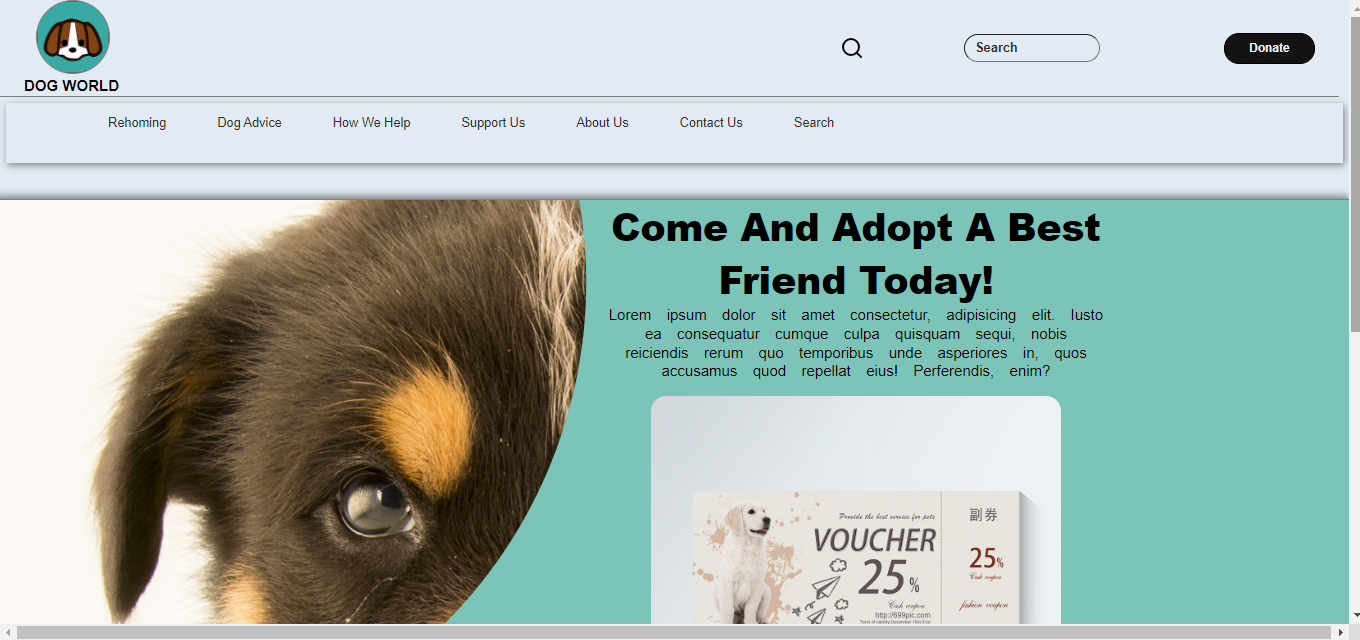 DOG WORLD
Search
Donate
Rehoming Dog Advice How We Help Support Us About Us Contact Us Search
Come And Adopt A Best
Friend Today!
Lorem ipsum dolor sit amet consectetur, adipisicing elit. Iusto
ea consequatur cumque culpa quisquam sequi, nobis
reiciendis rerum quo temporibus unde asperiores in, quos
accusamus quod repellat eius! Perferendis, enim?
Provide the best service for pets
VOUCHER
25%
Cash coupon
http://699pic.com
Term of validity December 18st-31st
副券
25%
Cash coupon
fashion coupon